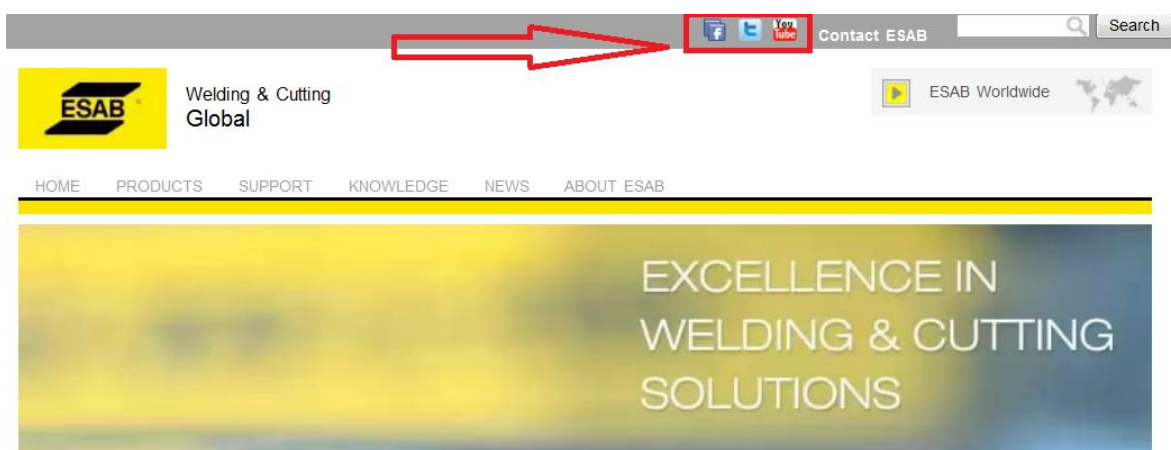 You
Tube
Contact ESAB
Search
ESAB
Welding & Cutting
Global
ESAB Worldwide
HOME PRODUCTS SUPPORT KNOWLEDGE NEWS ABOUT ESAB
EXCELLENCE IN
WELDING & CUTTING
SOLUTIONS